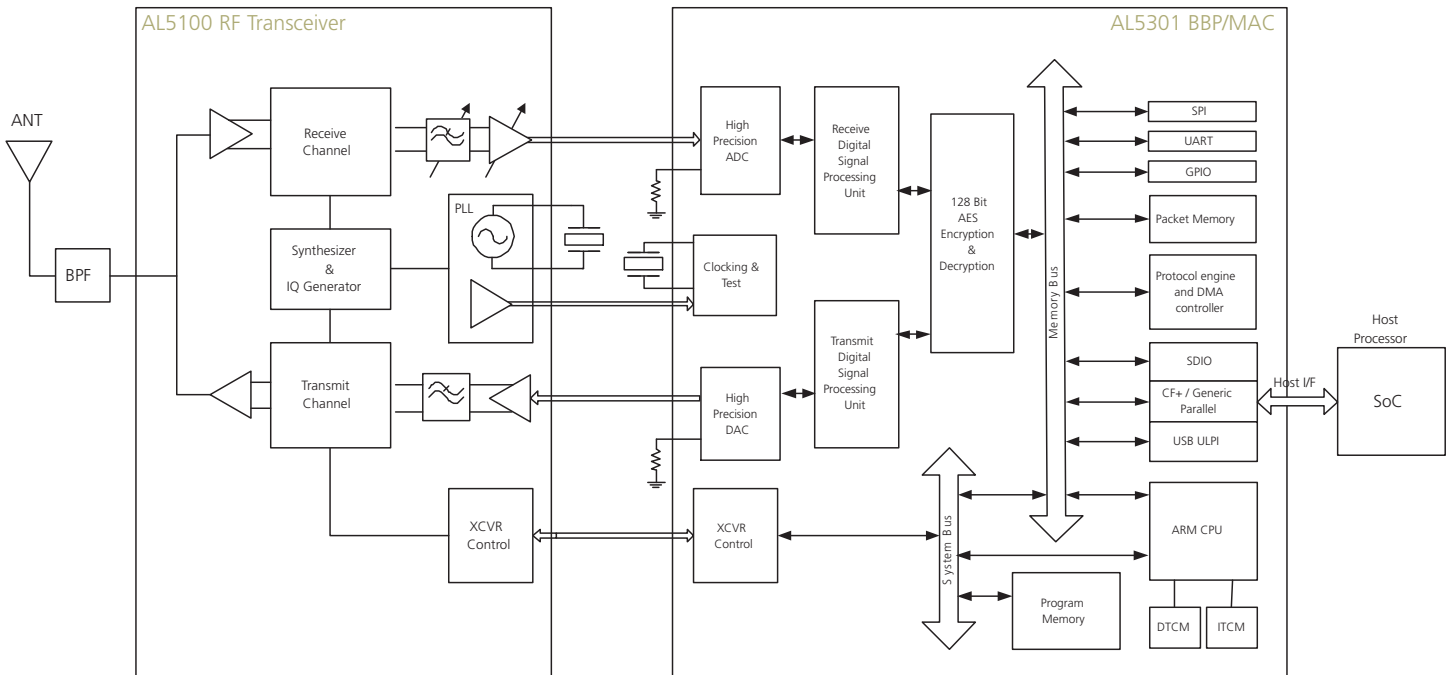 AL5100 RF Transceiver
AL5301 BBP/MAC
ANT
BPF
Receive
Channel
Synthesizer
&
IQ Generator
Transmit
Channel
PLL
XCVR
Control
High
Precision
ADC
Clocking &
Test
High
Precision
DAC
XCVR
Control
Receive
Digital
Signal
Processing
Unit
Transmit
Digital
Signal
Processing
Unit
128 Bit
AES
Encryption
&
Decryption
Memory Bus
System Bus
SPI
UART
GPIO
Packet Memory
Protocol engine
and DMA
controller
SDIO
CF+ / Generic
Parallel
USB ULPI
ARM CPU
DTCM
ITCM
Program
Memory
Host I/F
Host
Processor
SoC